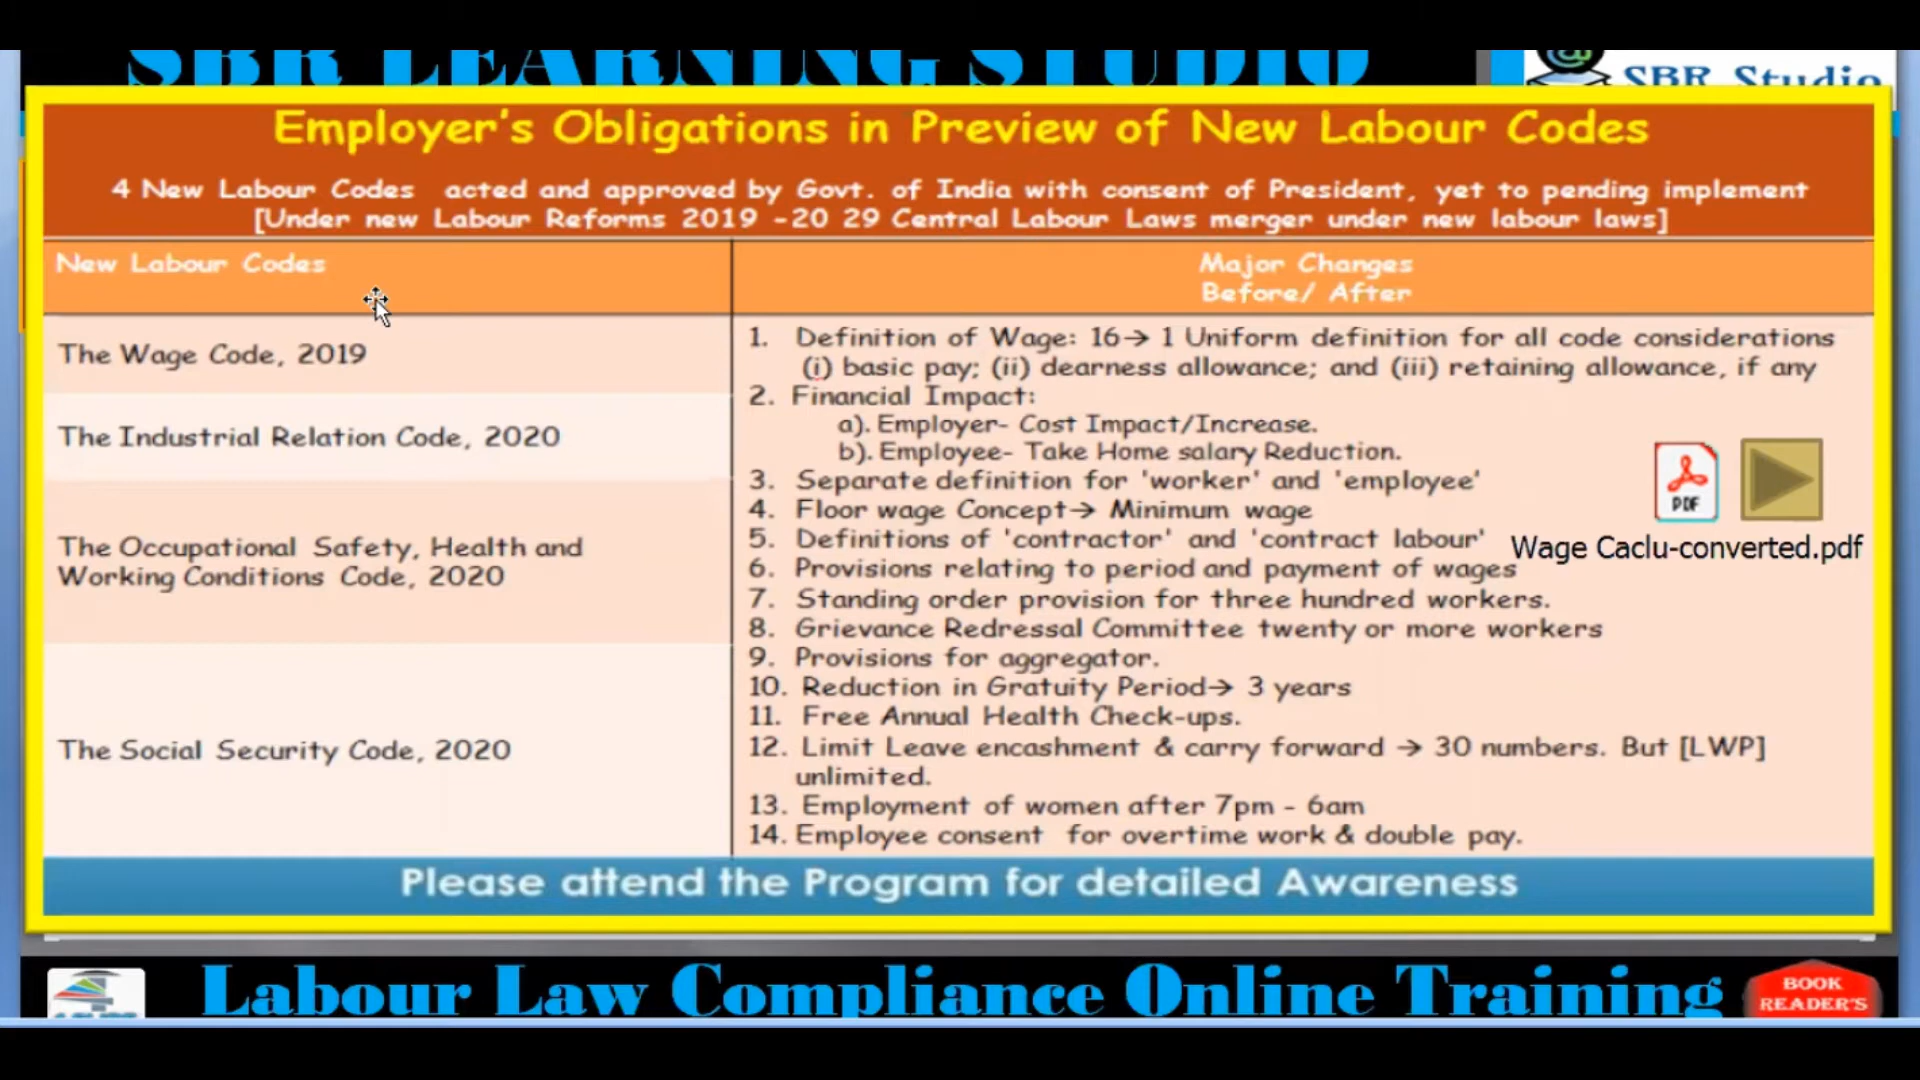 SBR LEARNING STUDIO
SBR Studio
Employer's Obligations in Preview of New Labour Codes
4 New Labour Codes acted and approved by Govt. of India with consent of President, yet to pending implement
[Under new Labour Reforms 2019 -20 29 Central Labour Laws merger under new labour laws]
New Labour Codes
Major Changes
Before/ After
The Wage Code, 2019
The Industrial Relation Code, 2020
The Occupational Safety, Health and
Working Conditions Code, 2020
The Social Security Code, 2020
1. Definition of Wage: 16→ 1 Uniform definition for all code considerations
(i) basic pay; (ii) dearness allowance; and (iii) retaining allowance, if any
2. Financial Impact:
a). Employer- Cost Impact/Increase.
b). Employee- Take Home salary Reduction.
3. Separate definition for 'worker' and 'employee'
4. Floor wage Concept→ Minimum wage
5. Definitions of 'contractor' and 'contract labour'
6. Provisions relating to period and payment of wages
7. Standing order provision for three hundred workers.
8. Grievance Redressal Committee twenty or more workers
9. Provisions for aggregator.
10. Reduction in Gratuity Period→ 3 years
11. Free Annual Health Check-ups.
12. Limit Leave encashment & carry forward → 30 numbers. But [LWP]
unlimited.
13. Employment of women after 7pm - 6am
14. Employee consent for overtime work & double pay.
PDF
Wage Caclu-converted.pdf
Please attend the Program for detailed Awareness
Labour Law Compliance Online Training
BOOK
READER'S